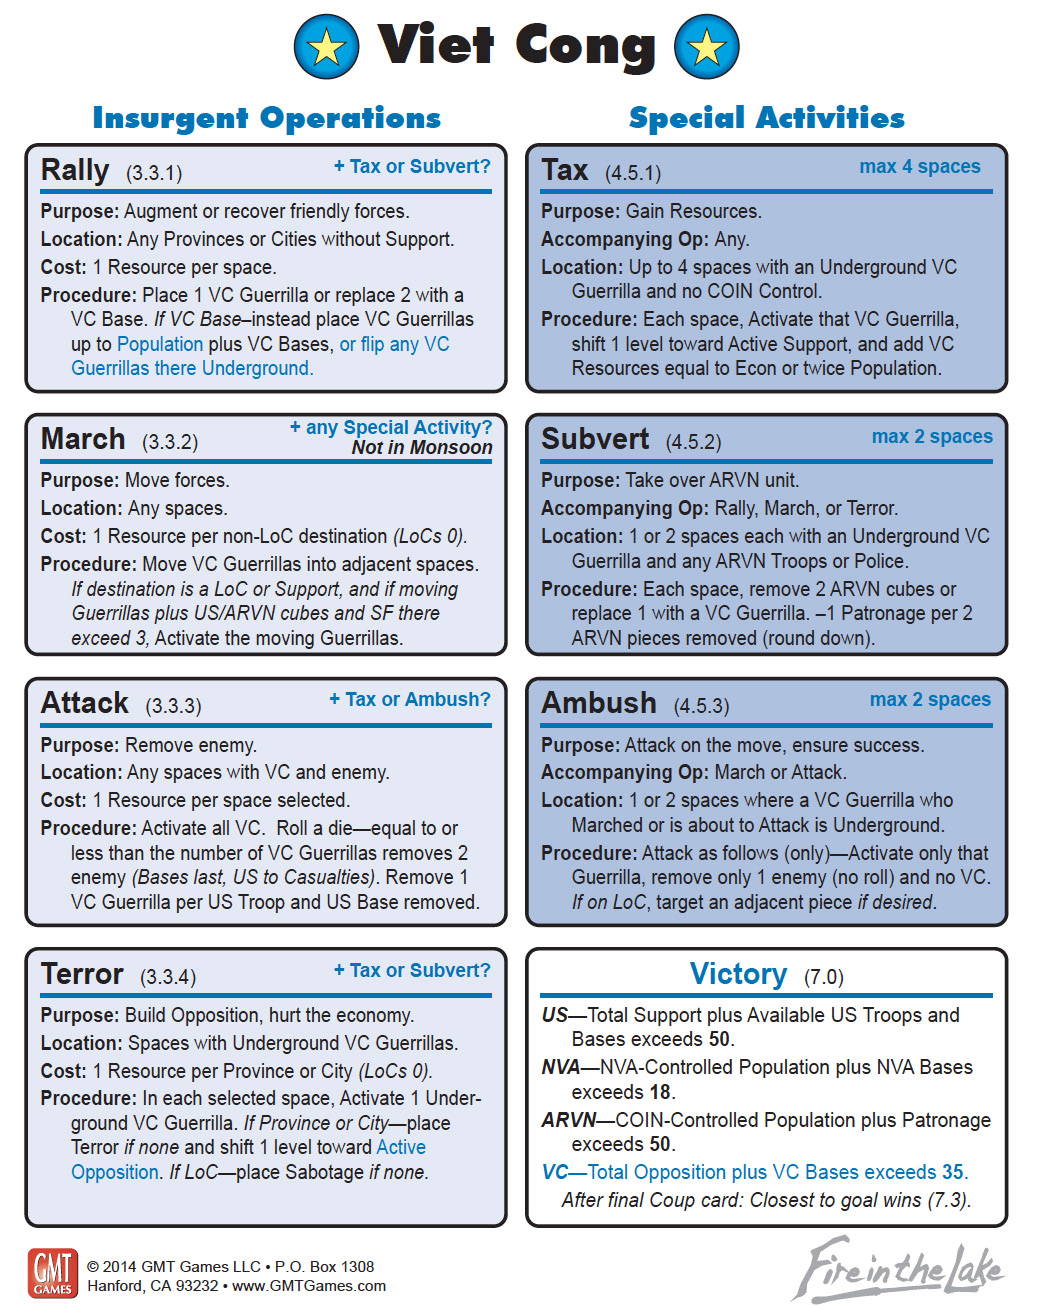 Viet Cong
Insurgent Operations
Rally (3.3.1) + Tax or Subvert?
Purpose: Augment or recover friendly forces.
Location: Any Provinces or Cities without Support.
Cost: 1 Resource per space.
Procedure: Place 1 VC Guerrilla or replace 2 with a
VC Base. If VC Base–instead place VC Guerrillas
up to Population plus VC Bases, or flip any VC
Guerrillas there Underground.
March (3.3.2) + any Special Activity?
Not in Monsoon
Purpose: Move forces.
Location: Any spaces.
Cost: 1 Resource per non-LoC destination (LoCs 0).
Procedure: Move VC Guerrillas into adjacent spaces.
If destination is a LoC or Support, and if moving
Guerrillas plus US/ARVN cubes and SF there
exceed 3, Activate the moving Guerrillas.
Attack (3.3.3) + Tax or Ambush?
Purpose: Remove enemy.
Location: Any spaces with VC and enemy.
Cost: 1 Resource per space selected.
Procedure: Activate all VC. Roll a die—equal to or
less than the number of VC Guerrillas removes 2
enemy (Bases last, US to Casualties). Remove 1
VC Guerrilla per US Troop and US Base removed.
Terror (3.3.4) + Tax or Subvert?
Purpose: Build Opposition, hurt the economy.
Location: Spaces with Underground VC Guerrillas.
Cost: 1 Resource per Province or City (LoCs 0).
Procedure: In each selected space, Activate 1 Under-
ground VC Guerrilla. If Province or City—place
Terror if none and shift 1 level toward Active
Opposition. If LoC—place Sabotage if none.
Special Activities
Tax (4.5.1) max 4 spaces
Purpose: Gain Resources.
Accompanying Op: Any.
Location: Up to 4 spaces with an Underground VC
Guerrilla and no COIN Control.
Procedure: Each space, Activate that VC Guerrilla,
shift 1 level toward Active Support, and add VC
Resources equal to Econ or twice Population.
Subvert (4.5.2) max 2 spaces
Purpose: Take over ARVN unit.
Accompanying Op: Rally, March, or Terror.
Location: 1 or 2 spaces each with an Underground VC
Guerrilla and any ARVN Troops or Police.
Procedure: Each space, remove 2 ARVN cubes or
replace 1 with a VC Guerrilla. –1 Patronage per 2
ARVN pieces removed (round down).
Ambush (4.5.3) max 2 spaces
Purpose: Attack on the move, ensure success.
Accompanying Op: March or Attack.
Location: 1 or 2 spaces where a VC Guerrilla who
Marched or is about to Attack is Underground.
Procedure: Attack as follows (only)—Activate only that
Guerrilla, remove only 1 enemy (no roll) and no VC.
If on LoC, target an adjacent piece if desired.
Victory (7.0)
US—Total Support plus Available US Troops and
Bases exceeds 50.
NVA—NVA-Controlled Population plus NVA Bases
exceeds 18.
ARVN—COIN-Controlled Population plus Patronage
exceeds 50.
VC—Total Opposition plus VC Bases exceeds 35.
After final Coup card: Closest to goal wins (7.3).
GMT
GAMES
© 2014 GMT Games LLC • P.O. Box 1308
Hanford, CA 93232 • www.GMTGames.com
Fire in the Lake